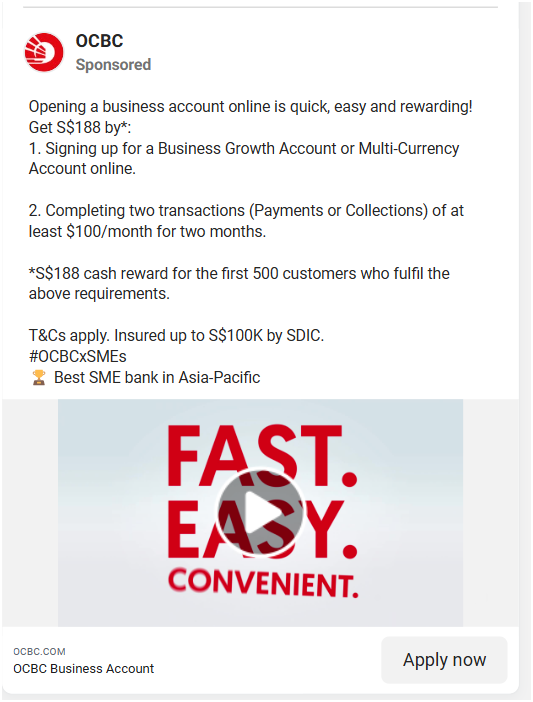 OCBC
Sponsored
Opening a business account online is quick, easy and rewarding!
Get S$188 by*:
1. Signing up for a Business Growth Account or Multi-Currency
Account online.
2. Completing two transactions (Payments or Collections) of at
least $100/month for two months.
*S$188 cash reward for the first 500 customers who fulfil the
above requirements.
T&Cs apply. Insured up to S$100K by SDIC.
#OCBCxSMEs
🏆 Best SME bank in Asia-Pacific
FAST.
EASY.
CONVENIENT.
OCBC.COM
OCBC Business Account
Apply now